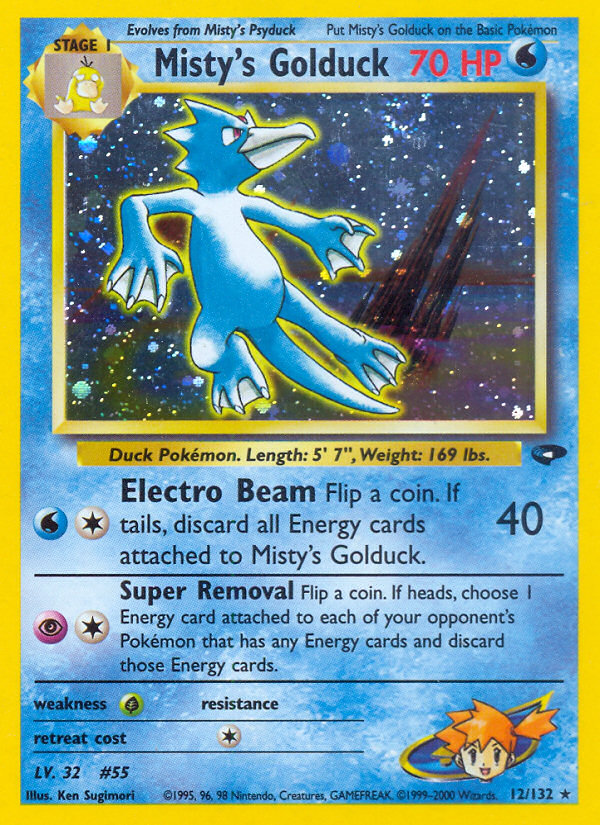 Evolves from Misty's Psyduck Put Misty's Golduck on the Basic Pokémon
STAGE 1
Misty's Golduck 70 HP
Duck Pokémon. Length: 5' 7", Weight: 169 lbs.
Electro Beam Flip a coin. If
tails, discard all Energy cards 40
attached to Misty's Golduck.
Super Removal Flip a coin. If heads, choose 1
Energy card attached to each of your opponent's
Pokémon that has any Energy cards and discard
those Energy cards.
weakness resistance
retreat cost
LV. 32 #55
Illus. Ken Sugimori ©1995, 96, 98 Nintendo, Creatures, GAMEFREAK. ©1999-2000 Wizards. 12/132 ★